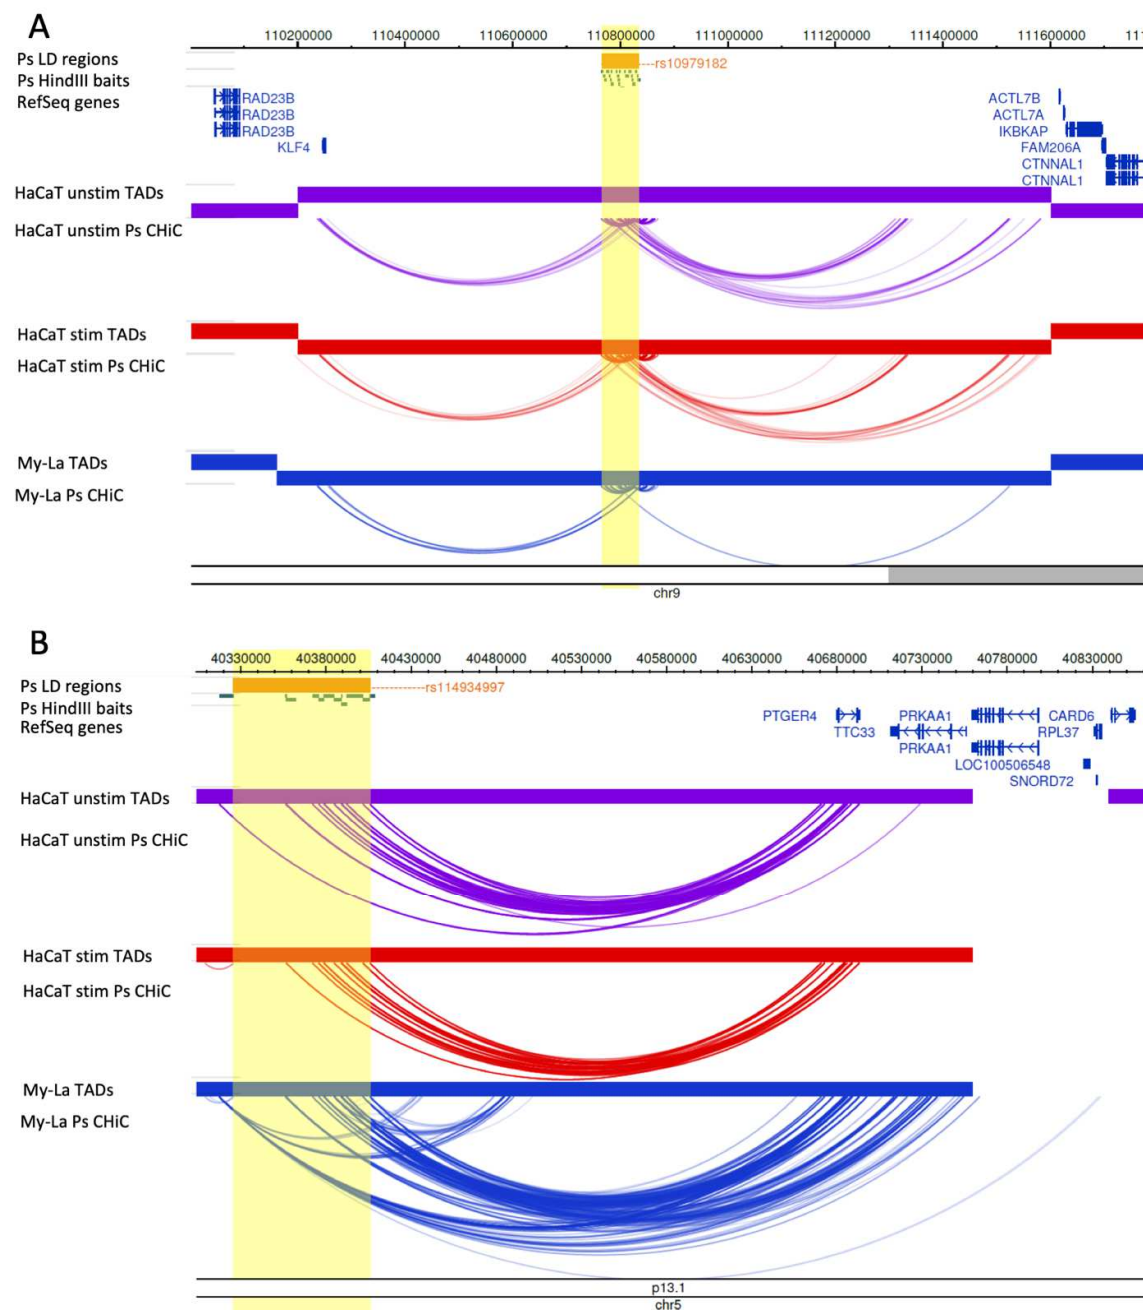 A
110200000 110400000 110600000 110800000 111000000 111200000 111400000 111600000 11
Ps LD regions
rs10979182
Ps HindIII baits
RefSeq genes
RAD23B
RAD23B
RAD23B
KLF4
ACTL7B
ACTL7A
IKBKAP
FAM206A
CTNNAL1
CTNNAL1
HaCaT unstim TADs
HaCaT unstim Ps CHiC
HaCaT stim TADs
HaCaT stim Ps CHiC
My-La TADs
My-La Ps CHiC
chr9
B
40330000 40380000 40430000 40480000 40530000 40580000 40630000 40680000 40730000 40780000 40830000
Ps LD regions
rs114934997
Ps HindIII baits
RefSeq genes
PTGER4 PRKAA1 CARD6
TTC33 RPL37
PRKAA1
LOC100506548
SNORD72
HaCaT unstim TADs
HaCaT unstim Ps CHiC
HaCaT stim TADs
HaCaT stim Ps CHiC
My-La TADs
My-La Ps CHiC
p13.1
chr5